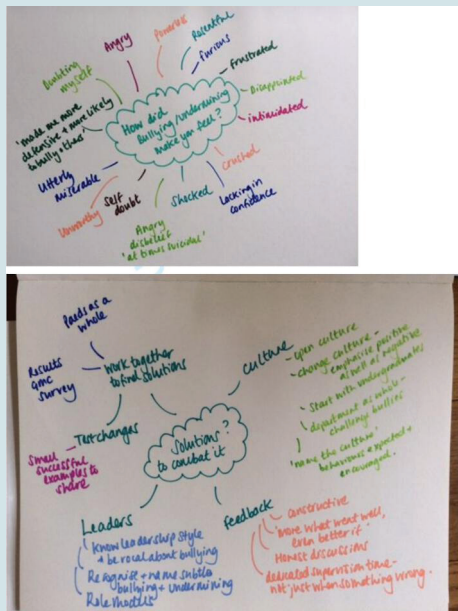 How did
Bullying/undermining
make you feel?
Doubting
myself
Angry
Powerless
Resentful
furious
frustrated
Disappointed
intimidated
crushed
Lacking in
confidence
Shocked
Angry
disbelief
'at times suicidal'
Self
doubt
Unworthy
Utterly
miserable
'made me more
defensive + more likely
to bully others'
Solutions?
to combat it
Work together
to find solutions
Paeds as a
whole
Results
GMC
survey
Test changes
Small
successful
examples to
share
Culture
open culture
change culture -
emphasise positive
as well as negative
start with undergraduates
department as whole -
challenge bullies
'name the culture'
behaviours expected +
encouraged.
Leaders
Know leadership style
+ be vocal about bullying
Recognise + name subtle
bullying + undermining
Role models
feedback
constructive
"more what went well,
even better if"
Honest discussions
dedicated supervision time -
not just when something wrong.